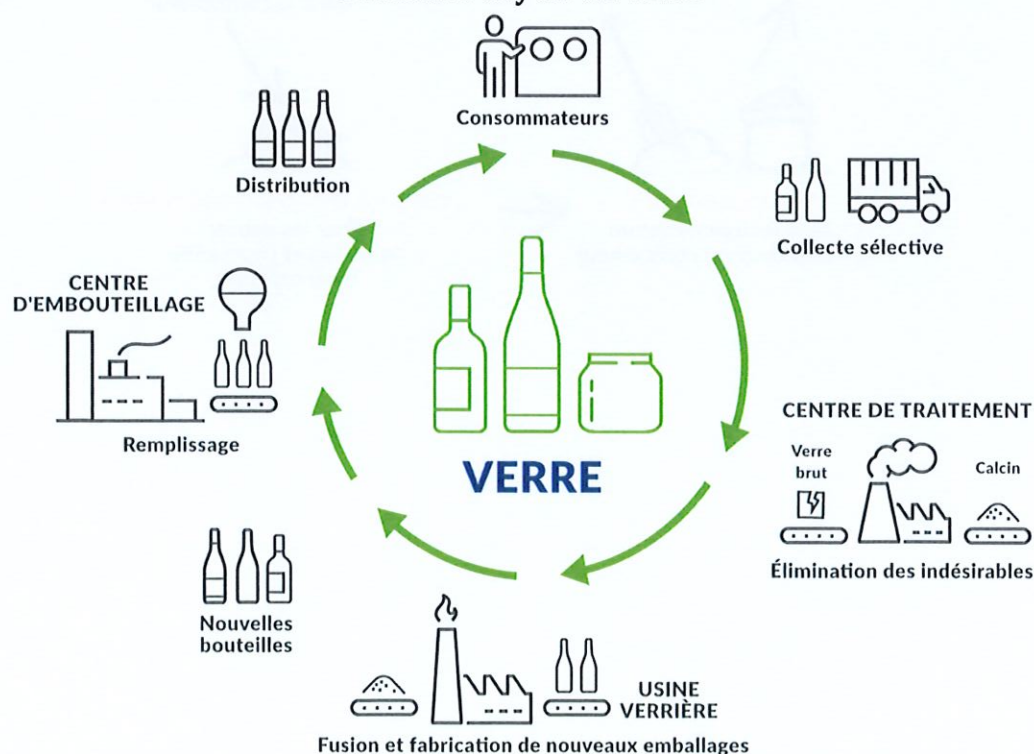 Consommateurs
Distribution
Collecte sélective
CENTRE
D'EMBOUTEILLAGE
Remplissage
VERRE
CENTRE DE TRAITEMENT
Verre
brut
Calcin
Élimination des indésirables
Nouvelles
bouteilles
USINE
VERRIÈRE
Fusion et fabrication de nouveaux emballages